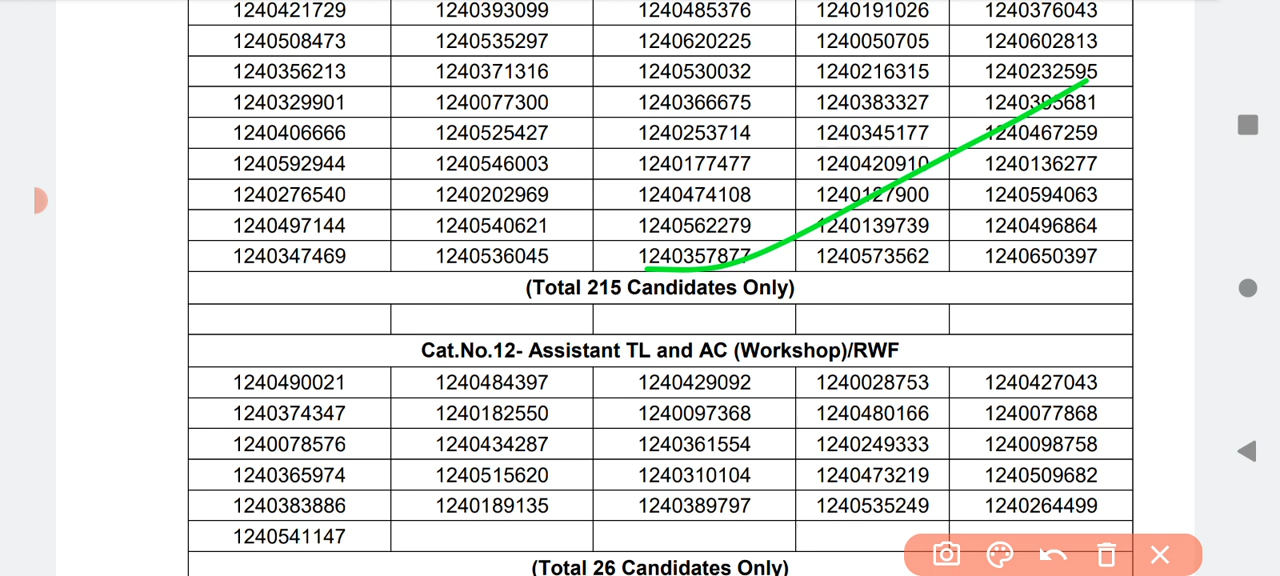 1240421729 1240393099 1240485376 1240191026 1240376043
1240508473 1240535297 1240620225 1240050705 1240602813
1240356213 1240371316 1240530032 1240216315 1240232595
1240329901 1240077300 1240366675 1240383327 1240395681
1240406666 1240525427 1240253714 1240345177 1240467259
1240592944 1240546003 1240177477 1240420910 1240136277
1240276540 1240202969 1240474108 1240127900 1240594063
1240497144 1240540621 1240562279 1240139739 1240496864
1240347469 1240536045 1240357877 1240573562 1240650397
(Total 215 Candidates Only)
Cat.No.12- Assistant TL and AC (Workshop)/RWF
1240490021 1240484397 1240429092 1240028753 1240427043
1240374347 1240182550 1240097368 1240480166 1240077868
1240078576 1240434287 1240361554 1240249333 1240098758
1240365974 1240515620 1240310104 1240473219 1240509682
1240383886 1240189135 1240389797 1240535249 1240264499
1240541147
(Total 26 Candidates Only)